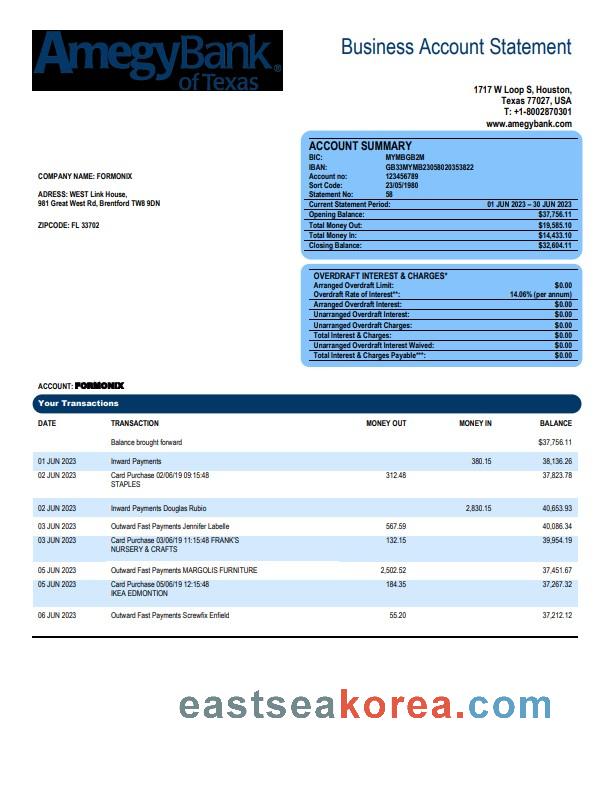 AmegyBank®
of Texas
Business Account Statement
1717 W Loop S, Houston,
Texas 77027, USA
T: +1-8002870301
www.amegybank.com
COMPANY NAME: FORMONIX
ADRESS: WEST Link House,
981 Great West Rd, Brentford TW8 9DN
ZIPCODE: FL 33702
ACCOUNT SUMMARY
BIC: MYMBGB2M
IBAN: GB33MYMB23058020353822
Account no: 123456789
Sort Code: 23/05/1980
Statement No: 58
Current Statement Period: 01 JUN 2023 – 30 JUN 2023
Opening Balance: $37,756.11
Total Money Out: $19,585.10
Total Money In: $14,433.10
Closing Balance: $32,604.11
OVERDRAFT INTEREST & CHARGES*
Arranged Overdraft Limit: $0.00
Overdraft Rate of Interest**: 14.06% (per annum)
Arranged Overdraft Interest: $0.00
Unarranged Overdraft Interest: $0.00
Unarranged Overdraft Charges: $0.00
Total Interest & Charges: $0.00
Unarranged Overdraft Interest Waived: $0.00
Total Interest & Charges Payable***: $0.00
ACCOUNT: FORMONIX
Your Transactions
DATE TRANSACTION MONEY OUT MONEY IN BALANCE
Balance brought forward $37,756.11
01 JUN 2023 Inward Payments 380.15 38,136.26
02 JUN 2023 Card Purchase 02/06/19 09:15:48 312.48 37,823.78
STAPLES
02 JUN 2023 Inward Payments Douglas Rubio 2,830.15 40,653.93
03 JUN 2023 Outward Fast Payments Jennifer Labelle 567.59 40,086.34
03 JUN 2023 Card Purchase 03/06/19 11:15:48 FRANK'S 132.15 39,954.19
NURSERY & CRAFTS
05 JUN 2023 Outward Fast Payments MARGOLIS FURNITURE 2,502.52 37,451.67
05 JUN 2023 Card Purchase 05/06/19 12:15:48 184.35 37,267.32
IKEA EDMONTION
06 JUN 2023 Outward Fast Payments Screwfix Enfield 55.20 37,212.12
eastseakorea.com